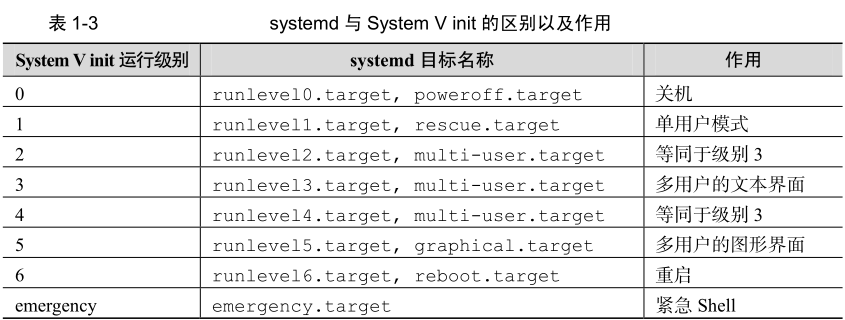 表 1-3 systemd 与 System V init 的区别以及作用
System V init 运行级别 systemd 目标名称 作用
0 runlevel0.target, poweroff.target 关机
1 runlevel1.target, rescue.target 单用户模式
2 runlevel2.target, multi-user.target 等同于级别 3
3 runlevel3.target, multi-user.target 多用户的文本界面
4 runlevel4.target, multi-user.target 等同于级别 3
5 runlevel5.target, graphical.target 多用户的图形界面
6 runlevel6.target, reboot.target 重启
emergency emergency.target 紧急 Shell